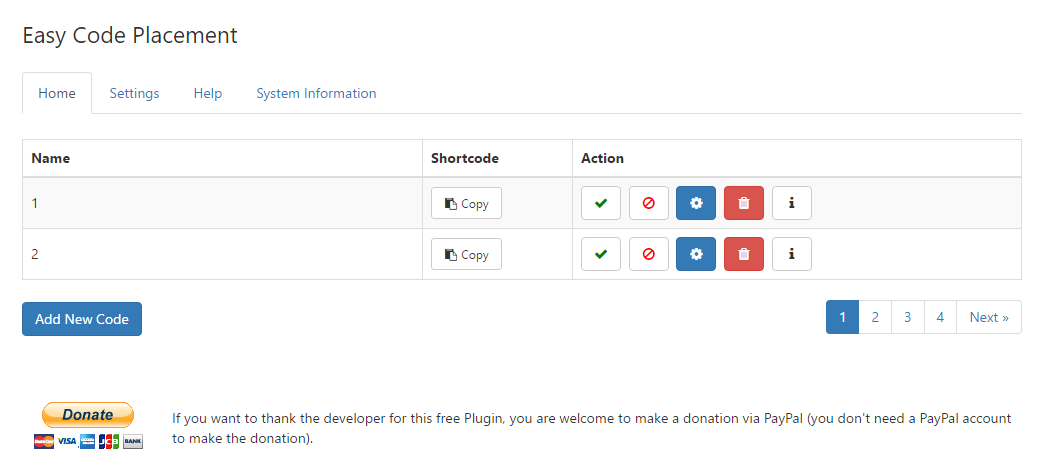 Easy Code Placement
Home Settings Help System Information
Name Shortcode Action
1 Copy
2 Copy
Add New Code 1 2 3 4 Next »
Donate
VISA JCB BANK
If you want to thank the developer for this free Plugin, you are welcome to make a donation via PayPal (you don't need a PayPal account
to make the donation).